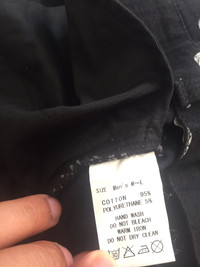 SIZE Men's M~L
COTTON 95%
POLYURETHANE 5%
HAND WASH
DO NOT BLEACH
WARM IRON
DO NOT DRY CLEAN